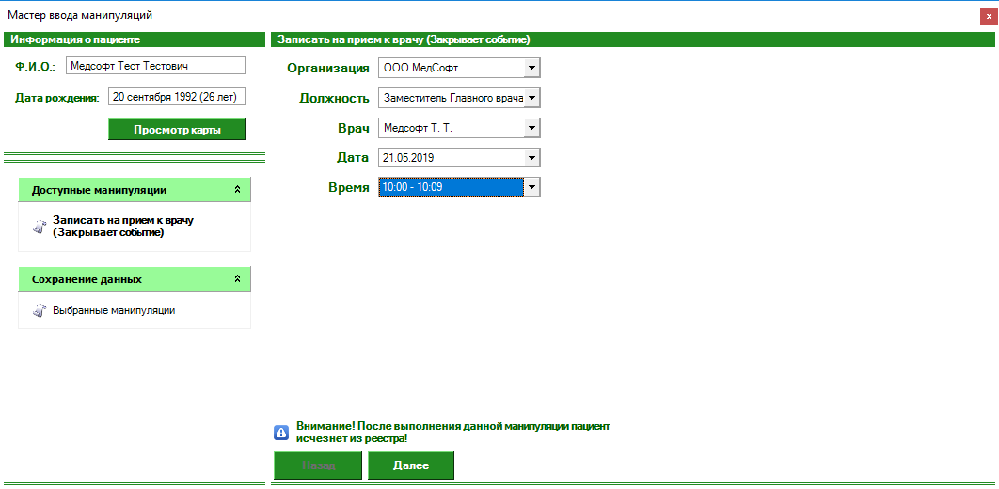 Мастер ввода манипуляций
x
Информация о пациенте
Ф.И.О.: Медсофт Тест Тестович
Дата рождения: 20 сентября 1992 (26 лет)
Просмотр карты
Доступные манипуляции
Записать на прием к врачу
(Закрывает событие)
Сохранение данных
Выбранные манипуляции
Записать на прием к врачу (Закрывает событие)
Организация ООО МедСофт
Должность Заместитель Главного врача
Врач Медсофт Т. Т.
Дата 21.05.2019
Время 10:00 - 10:09
Внимание! После выполнения данной манипуляции пациент
исчезнет из реестра!
Назад Далее